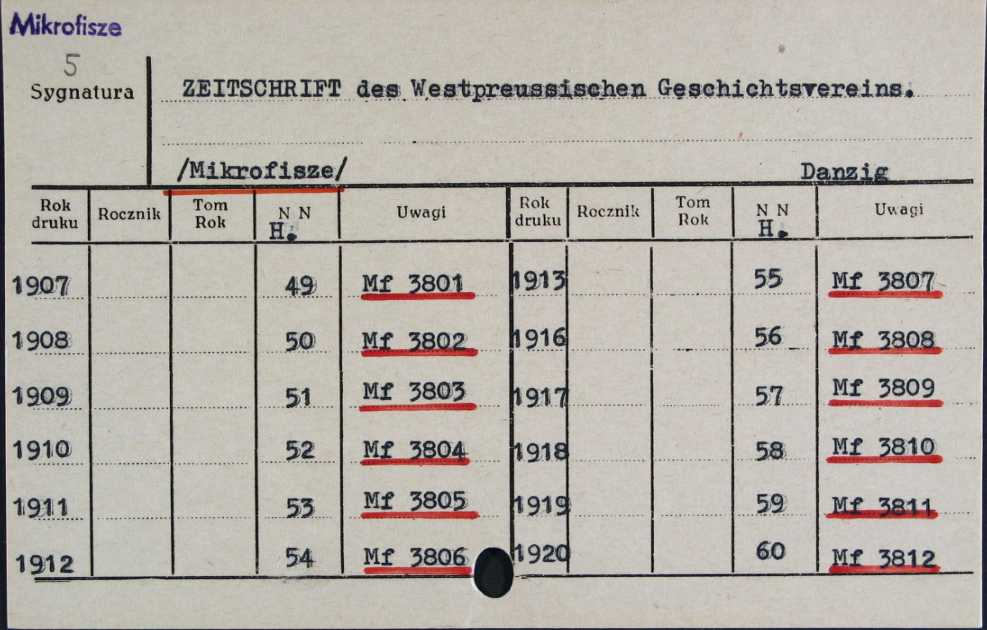 Mikrofisze
5
Sygnatura
ZEITSCHRIFT des Westpreussischen Geschichtsvereins.
/Mikrofisze/ Danzig
Rok druku Rocznik Tom Rok N N H. Uwagi Rok druku Rocznik Tom Rok N N H. Uwagi
1907 49 Mf 3801 1913 55 Mf 3807
1908 50 Mf 3802 1916 56 Mf 3808
1909 51 Mf 3803 1917 57 Mf 3809
1910 52 Mf 3804 1918 58 Mf 3810
1911 53 Mf 3805 1919 59 Mf 3811
1912 54 Mf 3806 1920 60 Mf 3812